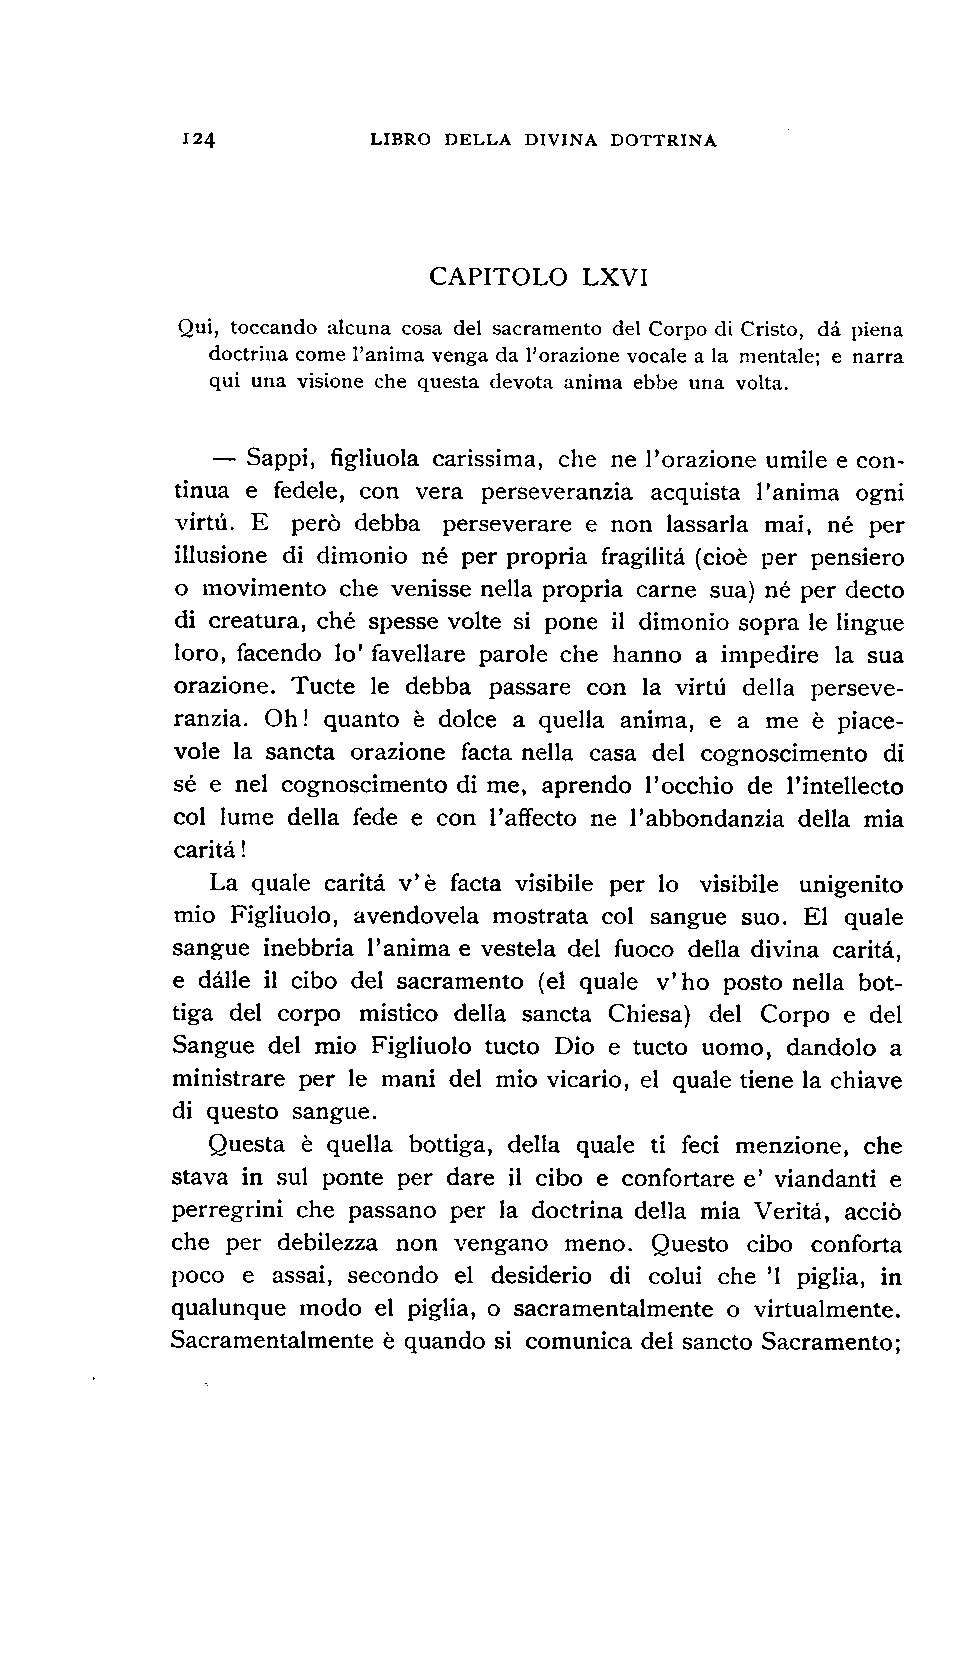 124 LIBRO DELLA DIVINA DOTTRINA
CAPITOLO LXVI
Qui, toccando alcuna cosa del sacramento del Corpo di Cristo, dá piena
doctrina come l'anima venga da l'orazione vocale a la mentale; e narra
qui una visione che questa devota anima ebbe una volta.
— Sappi, figliuola carissima, che ne l'orazione umile e con-
tinua e fedele, con vera perseveranzia acquista l'anima ogni
virtú. E però debba perseverare e non lassarla mai, né per
illusione di dimonio né per propria fragilitá (cioè per pensiero
o movimento che venisse nella propria carne sua) né per decto
di creatura, ché spesse volte si pone il dimonio sopra le lingue
loro, facendo lo' favellare parole che hanno a impedire la sua
orazione. Tucte le debba passare con la virtú della perseve-
ranzia. Oh! quanto è dolce a quella anima, e a me è piace-
vole la sancta orazione facta nella casa del cognoscimento di
sé e nel cognoscimento di me, aprendo l'occhio de l'intellecto
col lume della fede e con l'affecto ne l'abbondanzia della mia
caritá!
La quale caritá v'è facta visibile per lo visibile unigenito
mio Figliuolo, avendovela mostrata col sangue suo. El quale
sangue inebbria l'anima e vestela del fuoco della divina caritá,
e dálle il cibo del sacramento (el quale v'ho posto nella bot-
tiga del corpo mistico della sancta Chiesa) del Corpo e del
Sangue del mio Figliuolo tucto Dio e tucto uomo, dandolo a
ministrare per le mani del mio vicario, el quale tiene la chiave
di questo sangue.
Questa è quella bottiga, della quale ti feci menzione, che
stava in sul ponte per dare il cibo e confortare e' viandanti e
perregrini che passano per la doctrina della mia Veritá, acciò
che per debilezza non vengano meno. Questo cibo conforta
poco e assai, secondo el desiderio di colui che 'l piglia, in
qualunque modo el piglia, o sacramentalmente o virtualmente.
Sacramentalmente è quando si comunica del sancto Sacramento;